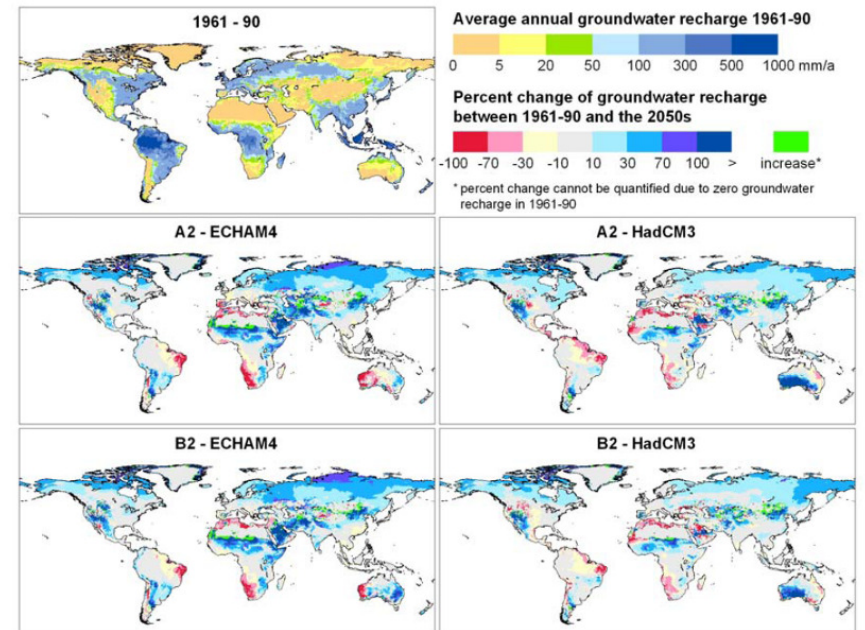 1961 - 90
Average annual groundwater recharge 1961-90
0 5 20 50 100 300 500 1000 mm/a
Percent change of groundwater recharge
between 1961-90 and the 2050s
-100 -70 -30 -10 10 30 70 100 > increase*
* percent change cannot be quantified due to zero groundwater
recharge in 1961-90
A2 - ECHAM4
A2 - HadCM3
B2 - ECHAM4
B2 - HadCM3